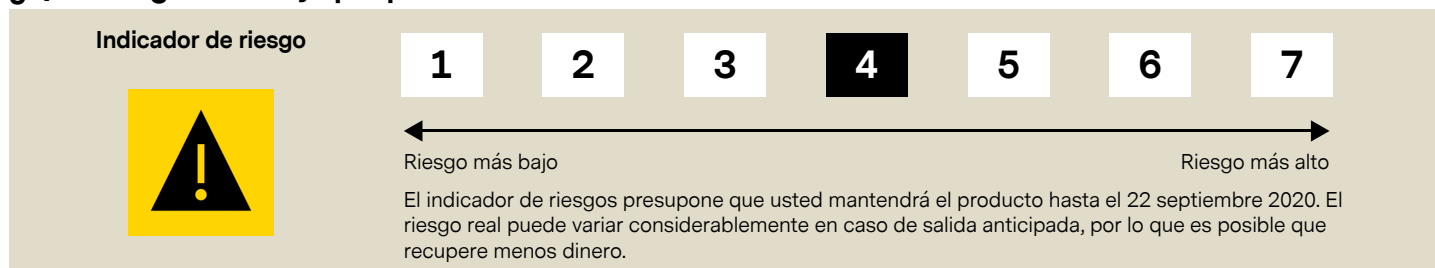 Indicador de riesgo
1 2 3 4 5 6 7
Riesgo más bajo
Riesgo más alto
El indicador de riesgos presupone que usted mantendrá el producto hasta el 22 septiembre 2020. El
riesgo real puede variar considerablemente en caso de salida anticipada, por lo que es posible que
recupere menos dinero.